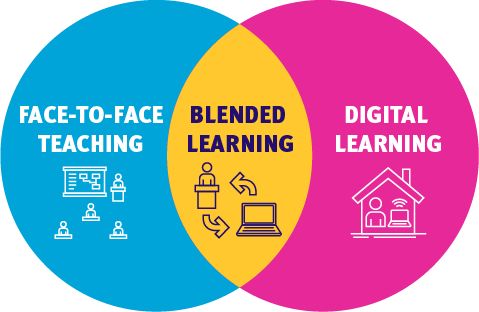 FACE-TO-FACE
TEACHING
BLENDED
LEARNING
DIGITAL
LEARNING